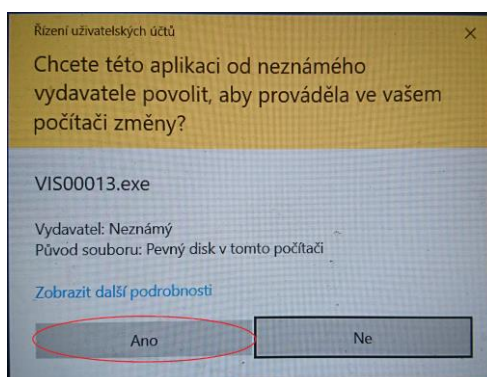 Řízení uživatelských účtů
Chcete této aplikaci od neznámého
vydavatele povolit, aby prováděla ve vašem
počítači změny?
VIS00013.exe
Vydavatel: Neznámý
Původ souboru: Pevný disk v tomto počítači
Zobrazit další podrobnosti
Ano
Ne